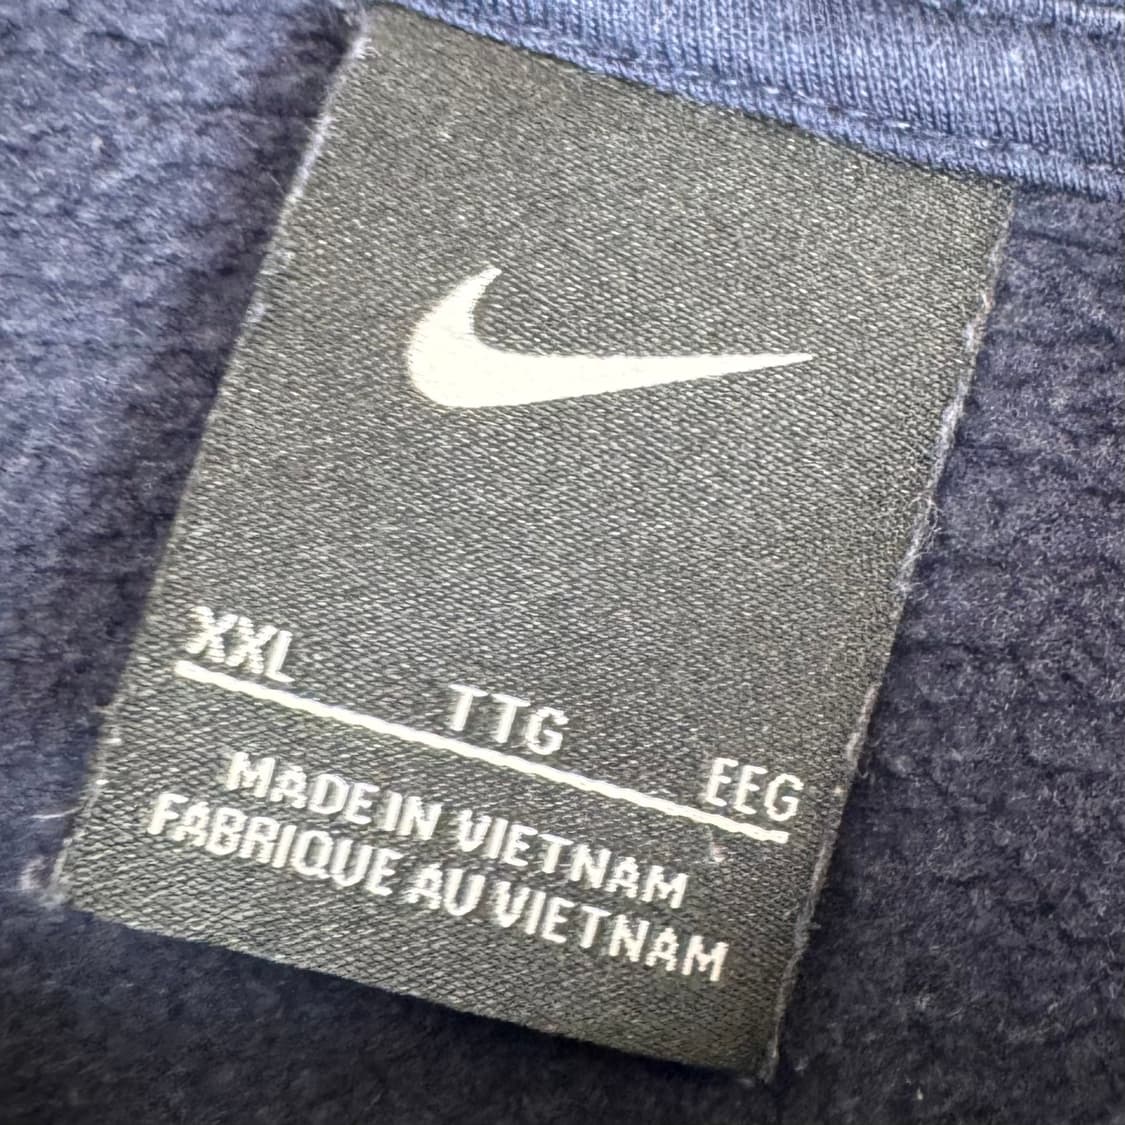 XXL TTG EEG
MADE IN VIETNAM
FABRIQUE AU VIETNAM